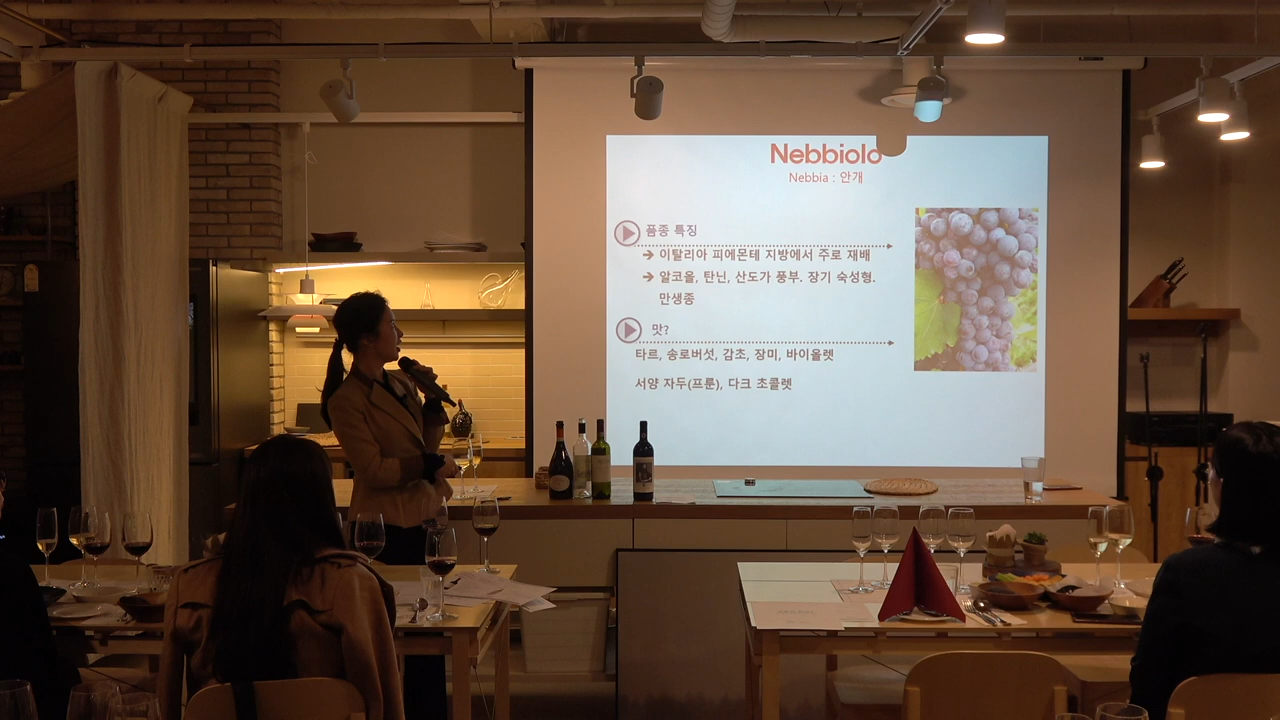 Nebbiolo
Nebbia : 안개
품종 특징
➔ 이탈리아 피에몬테 지방에서 주로 재배
➔ 알코올, 탄닌, 산도가 풍부. 장기 숙성형.
만생종
맛?
타르, 송로버섯, 감초, 장미, 바이올렛
서양 자두(프룬), 다크 초콜렛